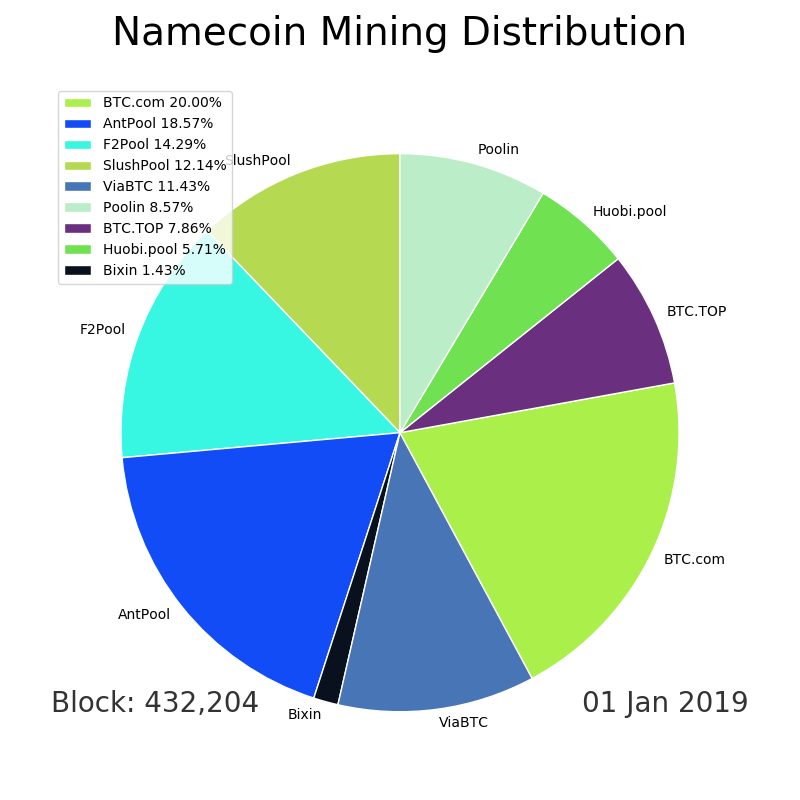 Namecoin Mining Distribution
BTC.com 20.00%
AntPool 18.57%
F2Pool 14.29%
SlushPool 12.14%
ViaBTC 11.43%
Poolin 8.57%
BTC.TOP 7.86%
Huobi.pool 5.71%
Bixin 1.43%
SlushPool
Poolin
Huobi.pool
BTC.TOP
F2Pool
BTC.com
AntPool
Bixin
ViaBTC
Block: 432,204
01 Jan 2019